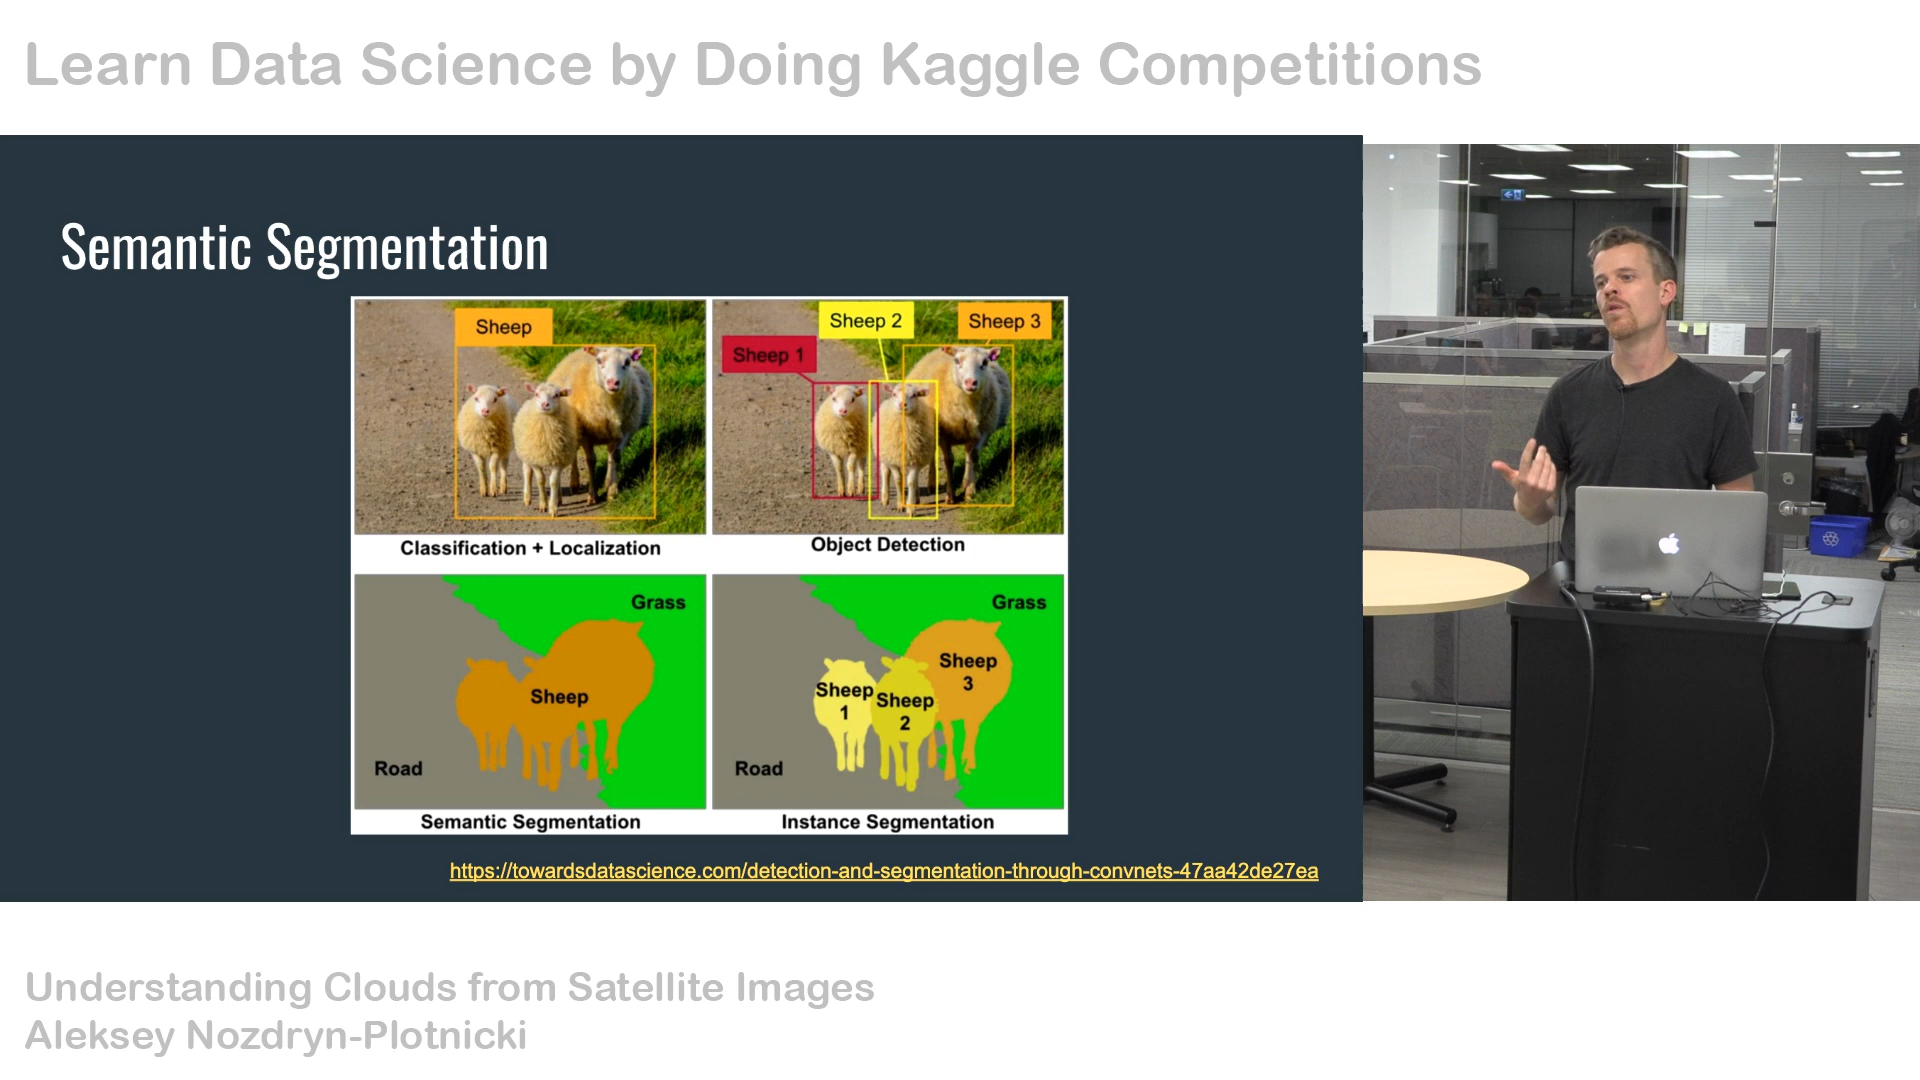 Learn Data Science by Doing Kaggle Competitions
Semantic Segmentation
Sheep
Sheep 1
Sheep 2
Sheep 3
Classification + Localization
Object Detection
Grass
Sheep
Road
Semantic Segmentation
Grass
Sheep
1
Sheep
2
Sheep
3
Road
Instance Segmentation
https://towardsdatascience.com/detection-and-segmentation-through-convnets-47aa42de27ea
Understanding Clouds from Satellite Images
Aleksey Nozdryn-Plotnicki